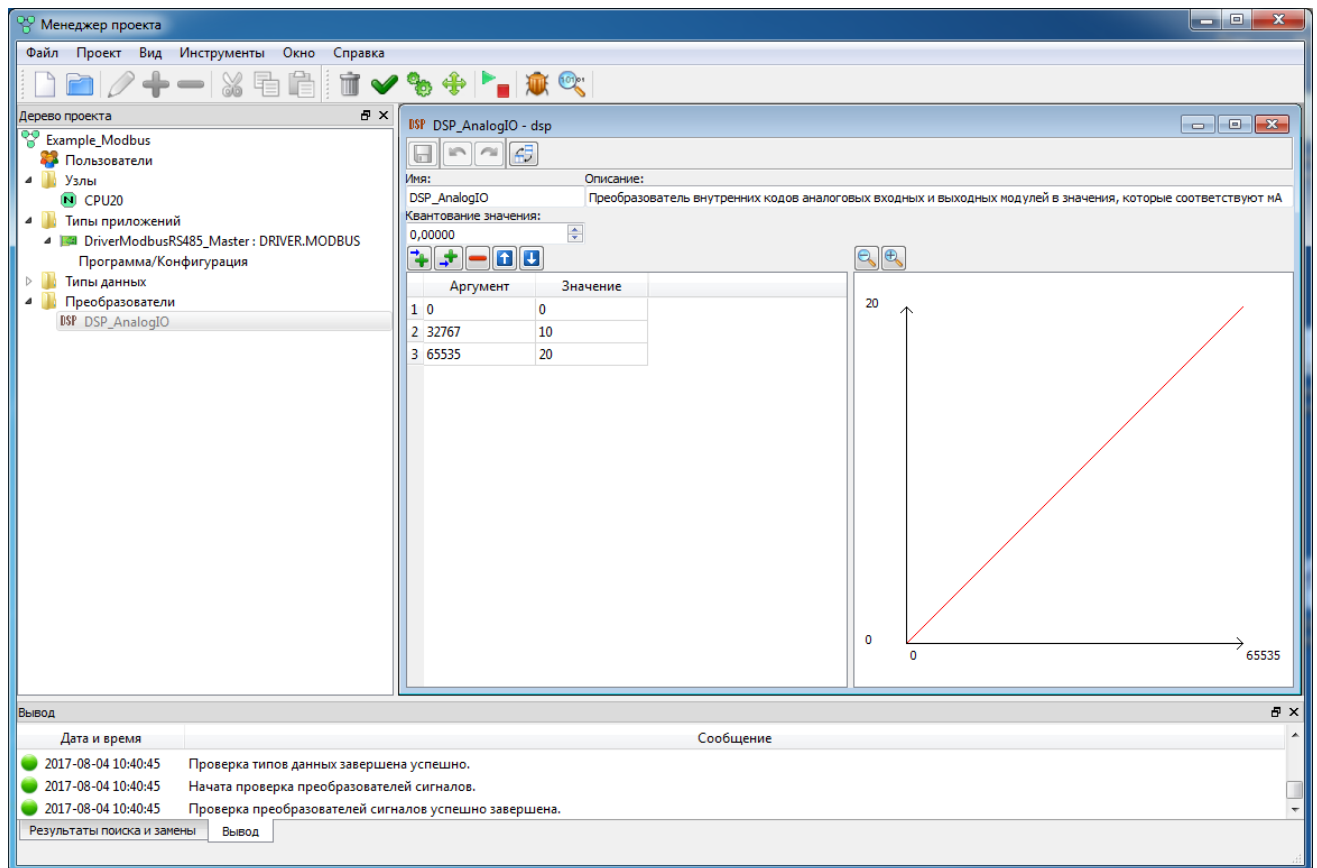 Менеджер проекта
Файл Проект Вид Инструменты Окно Справка
Дерево проекта
Example_Modbus
Пользователи
Узлы
CPU20
Типы приложений
DriverModbusRS485_Master : DRIVER.MODBUS
Программа/Конфигурация
Типы данных
Преобразователи
DSP DSP_AnalogIO
DSP DSP_AnalogIO - dsp
Имя: Описание:
DSP_AnalogIO Преобразователь внутренних кодов аналоговых входных и выходных модулей в значения, которые соответствуют мА
Квантование значения:
0,00000
Аргумент Значение
1 0 0
2 32767 10
3 65535 20
20
0
0 65535
Вывод
Дата и время Сообщение
2017-08-04 10:40:45 Проверка типов данных завершена успешно.
2017-08-04 10:40:45 Начата проверка преобразователей сигналов.
2017-08-04 10:40:45 Проверка преобразователей сигналов успешно завершена.
Результаты поиска и замены Вывод